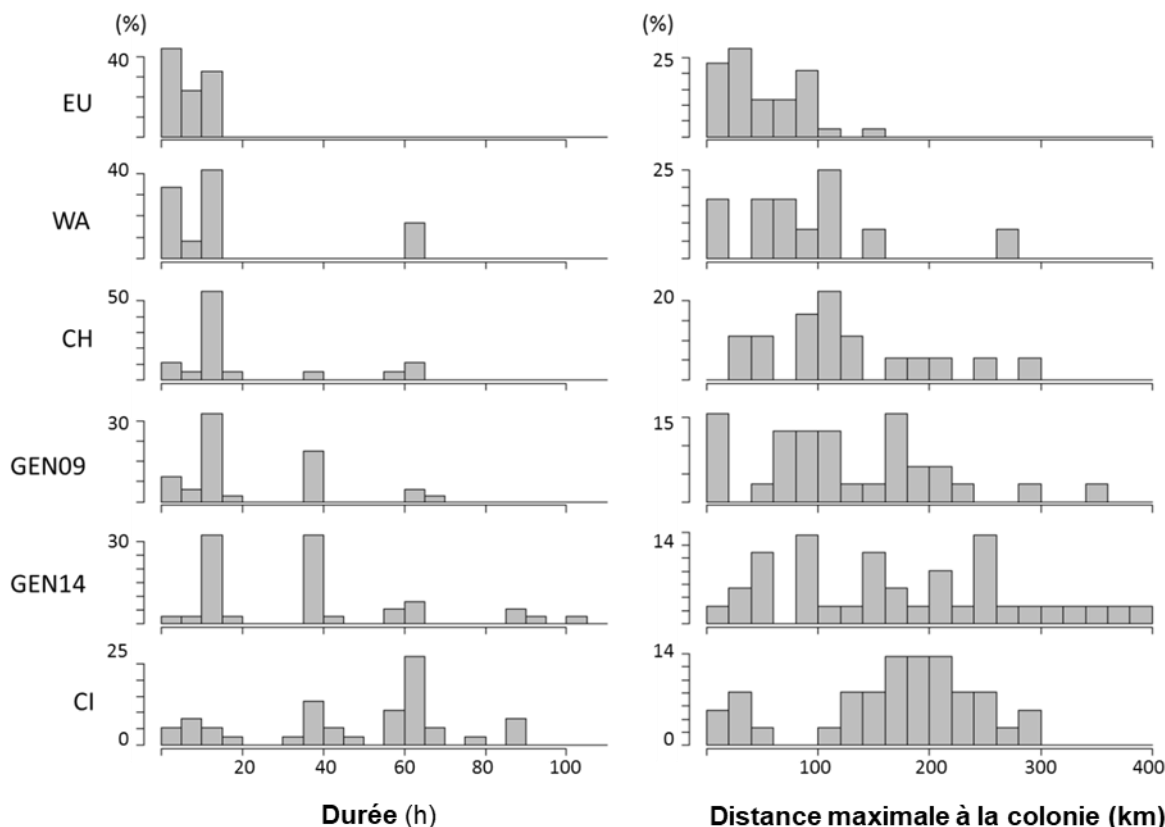 (%) (%)
40 25
EU
40 25
WA
50 20
CH
30 15
GEN09
30 14
GEN14
25 14
CI
0 0
20 40 60 80 100 100 200 300 400
Durée (h) Distance maximale à la colonie (km)